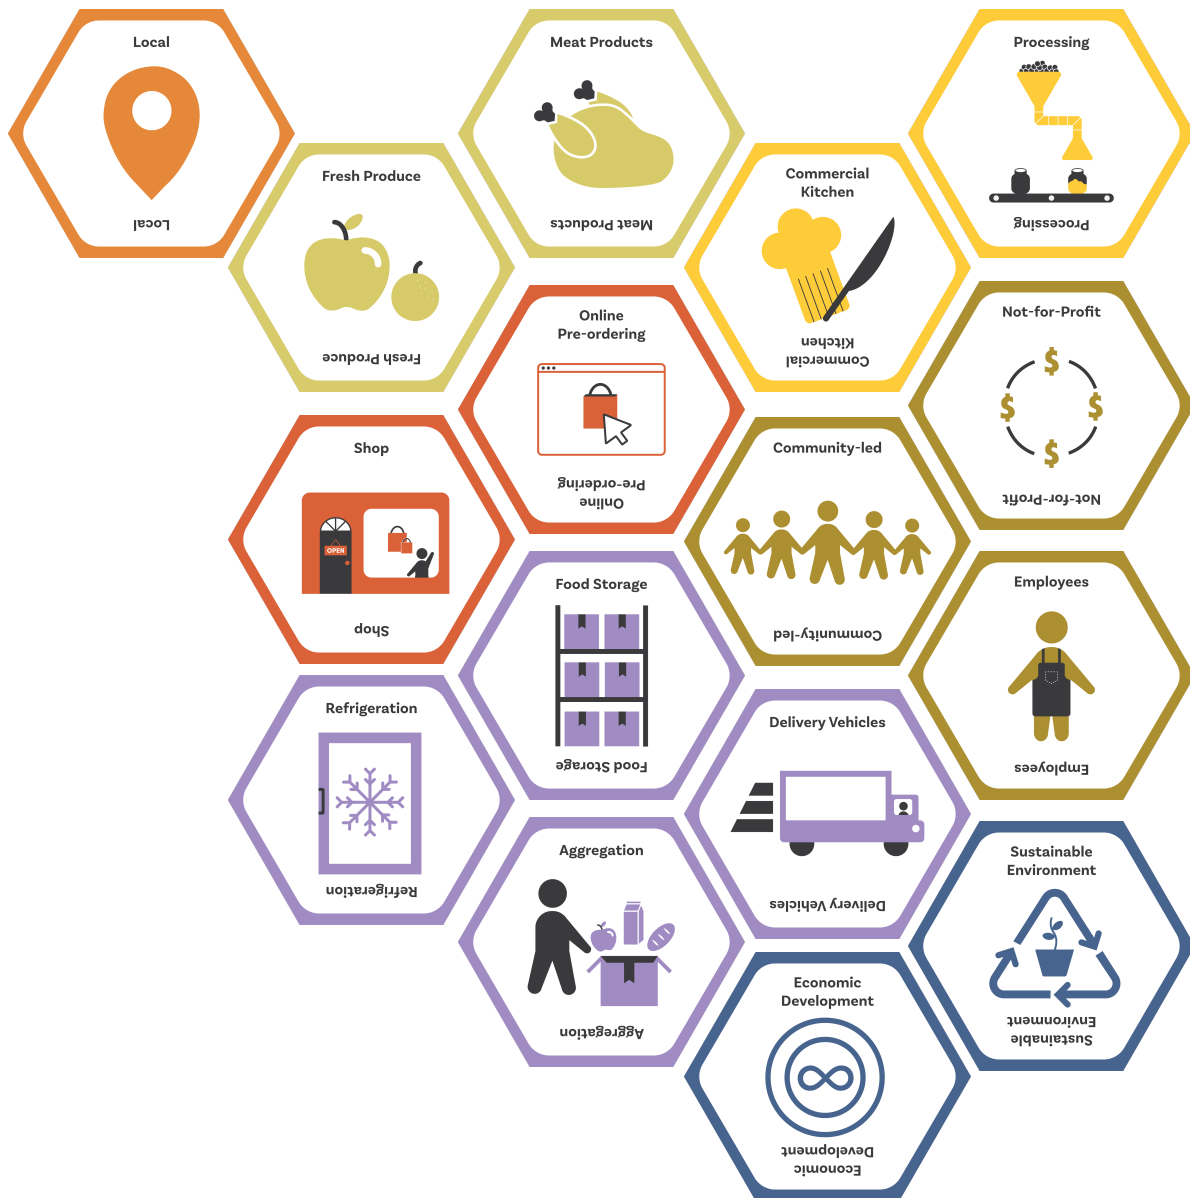 Local
Local
Meat Products
Meat Products
Processing
Processing
Fresh Produce
Fresh Produce
Commercial
Kitchen
Commercial
Kitchen
Online
Pre-ordering
Online
Pre-ordering
Not-for-Profit
$
$
$
$
Not-for-Profit
Shop
OPEN
Shop
Community-led
Community-led
Food Storage
Food Storage
Employees
Employees
Refrigeration
Refrigeration
Delivery Vehicles
Delivery Vehicles
Aggregation
Aggregation
Sustainable
Environment
Sustainable
Environment
Economic
Development
Economic
Development